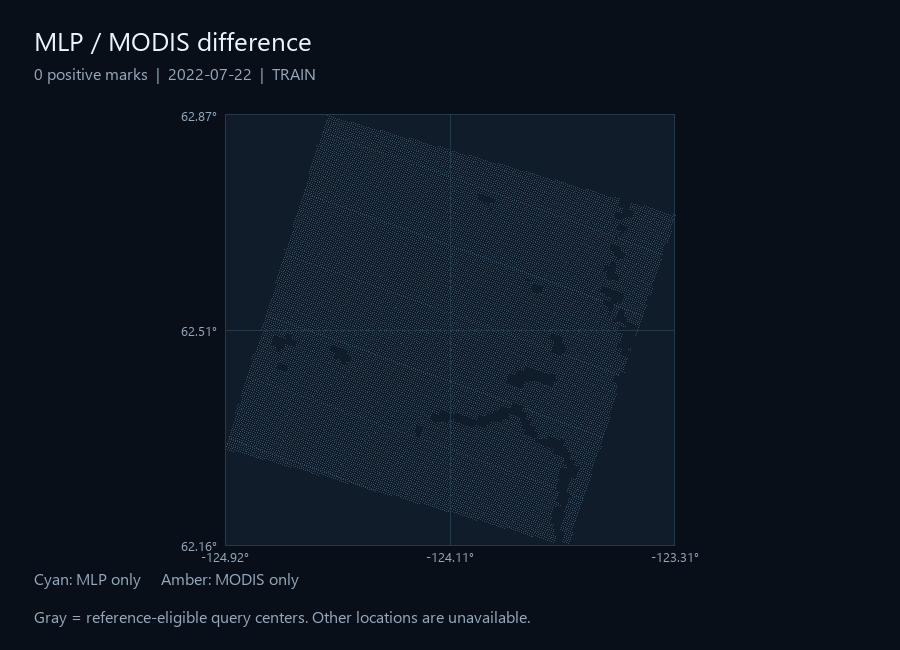 MLP / MODIS difference
0 positive marks | 2022-07-22 | TRAIN
62.87°
62.51°
62.16°
-124.92° -124.11° -123.31°
Cyan: MLP only Amber: MODIS only
Gray = reference-eligible query centers. Other locations are unavailable.